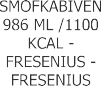 SMOFKABIVEN
986 ML /1100
KCAL -
FRESENIUS -
FRESENIUS